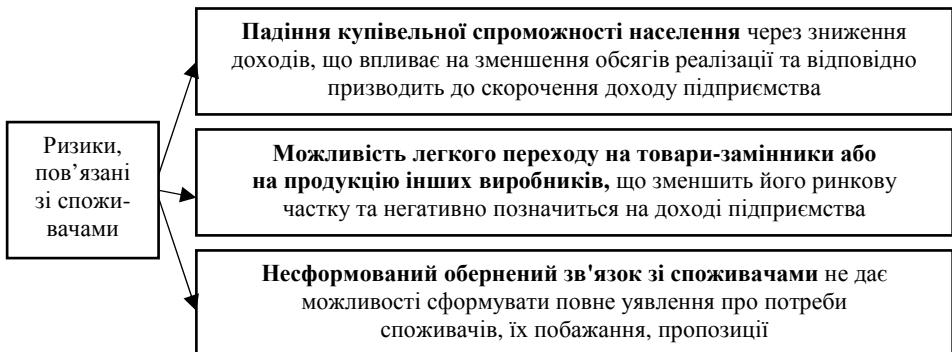 Падіння купівельної спроможності населення через зниження
доходів, що впливає на зменшення обсягів реалізації та відповідно
призводить до скорочення доходу підприємства
Ризики,
пов’язані
зі спожи-
вачами
Можливість легкого переходу на товари-замінники або
на продукцію інших виробників, що зменшить його ринкову
частку та негативно позначиться на доході підприємства
Несформований обернений зв'язок зі споживачами не дає
можливості сформувати повне уявлення про потреби
споживачів, їх побажання, пропозиції